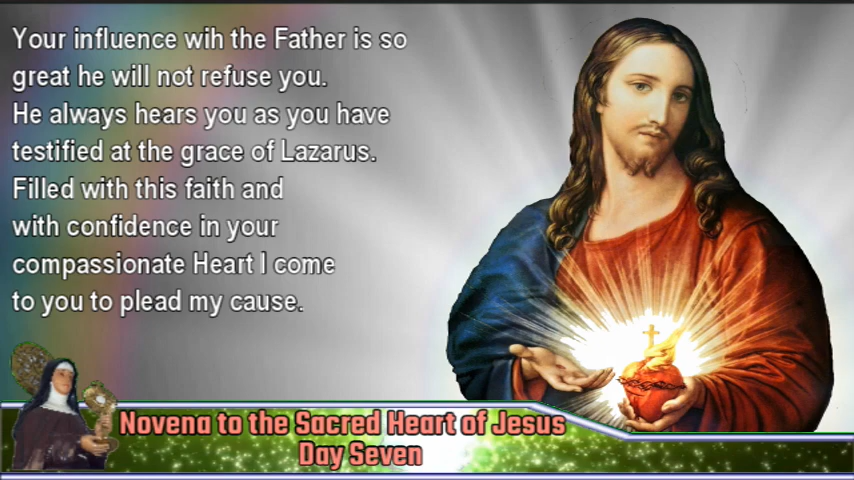 Your influence wih the Father is so
great he will not refuse you.
He always hears you as you have
testified at the grace of Lazarus.
Filled with this faith and
with confidence in your
compassionate Heart I come
to you to plead my cause.
Novena to the Sacred Heart of Jesus
Day Seven